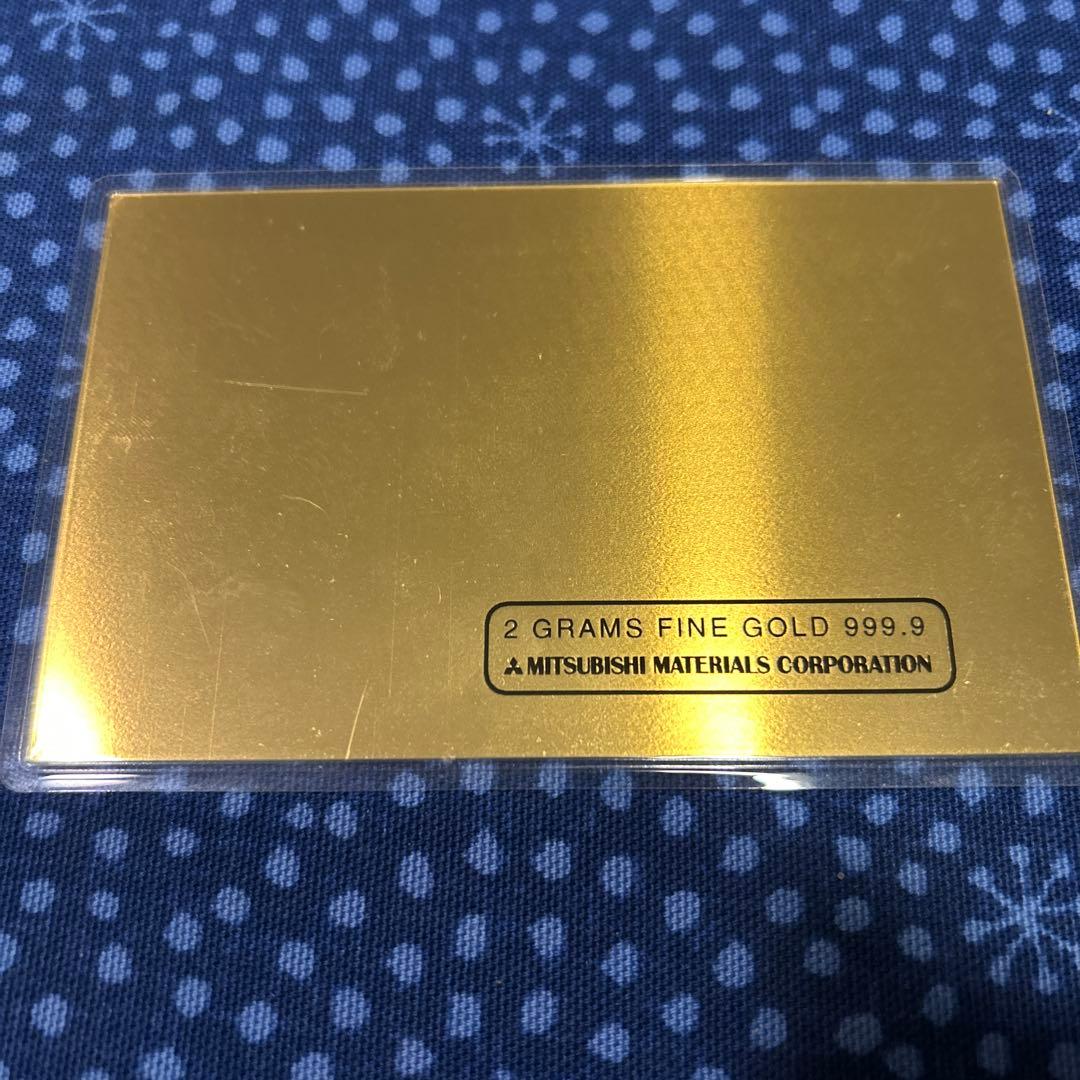 2 GRAMS FINE GOLD 999.9
MITSUBISHI MATERIALS CORPORATION